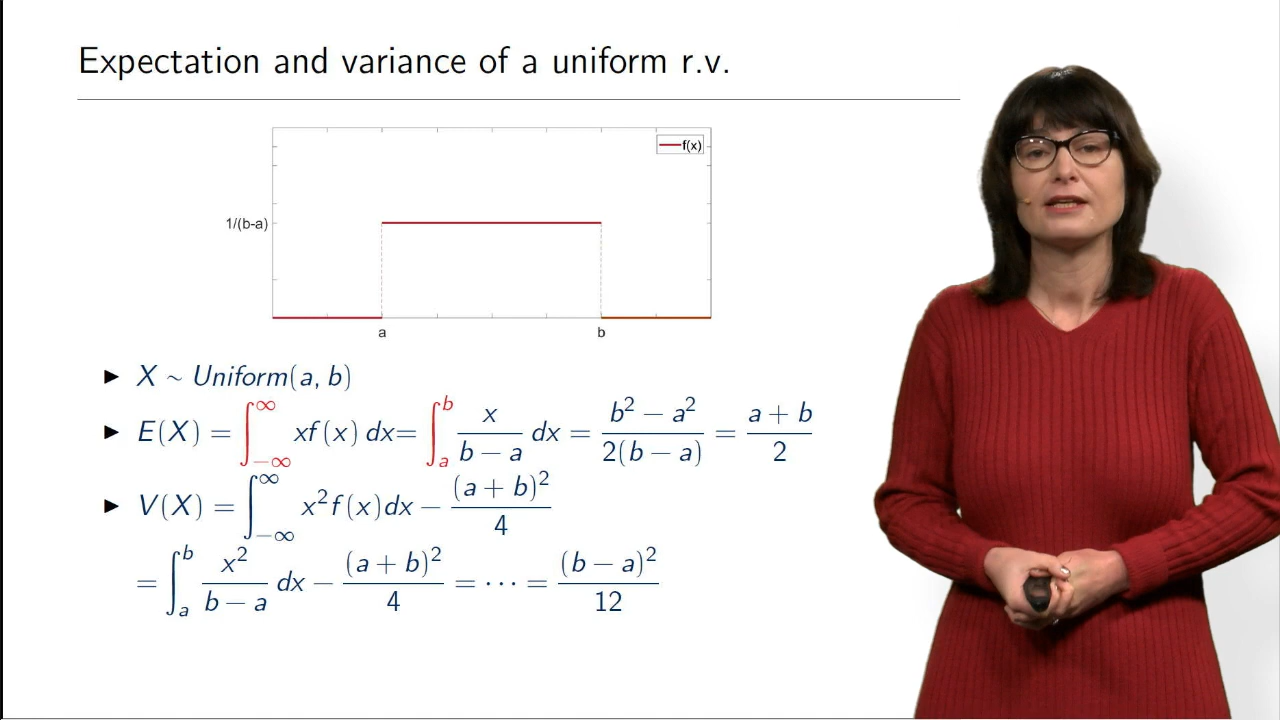 Expectation and variance of a uniform r.v.
f(x)
1/(b-a)
a b
► X ~ Uniform(a, b)
► E(X) = ∫_{-∞}^{∞} xf(x) dx = ∫_a^b x/(b − a) dx = (b² − a²)/(2(b − a)) = (a + b)/2
► V(X) = ∫_{-∞}^{∞} x²f(x)dx − (a + b)²/4
= ∫_a^b x²/(b − a) dx − (a + b)²/4 = ⋯ = (b − a)²/12